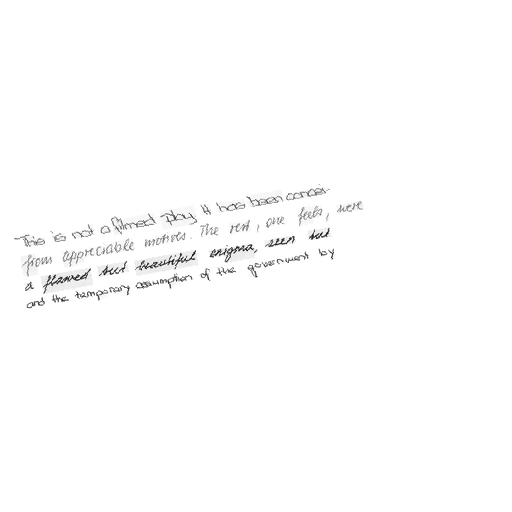 This is not a filmed play. It has been concei-
from appreciable motives. The rest, one feels, were
a flawed but beautiful enigma, seen but
and the temporary assumption of the government by